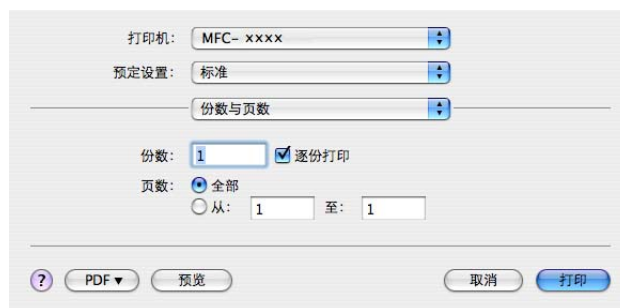 打印机: MFC- xxxx
预定设置: 标准
份数与页数
份数: 1 逐份打印
页数: 全部
从: 1 至: 1
? PDF▼ 预览 取消 打印